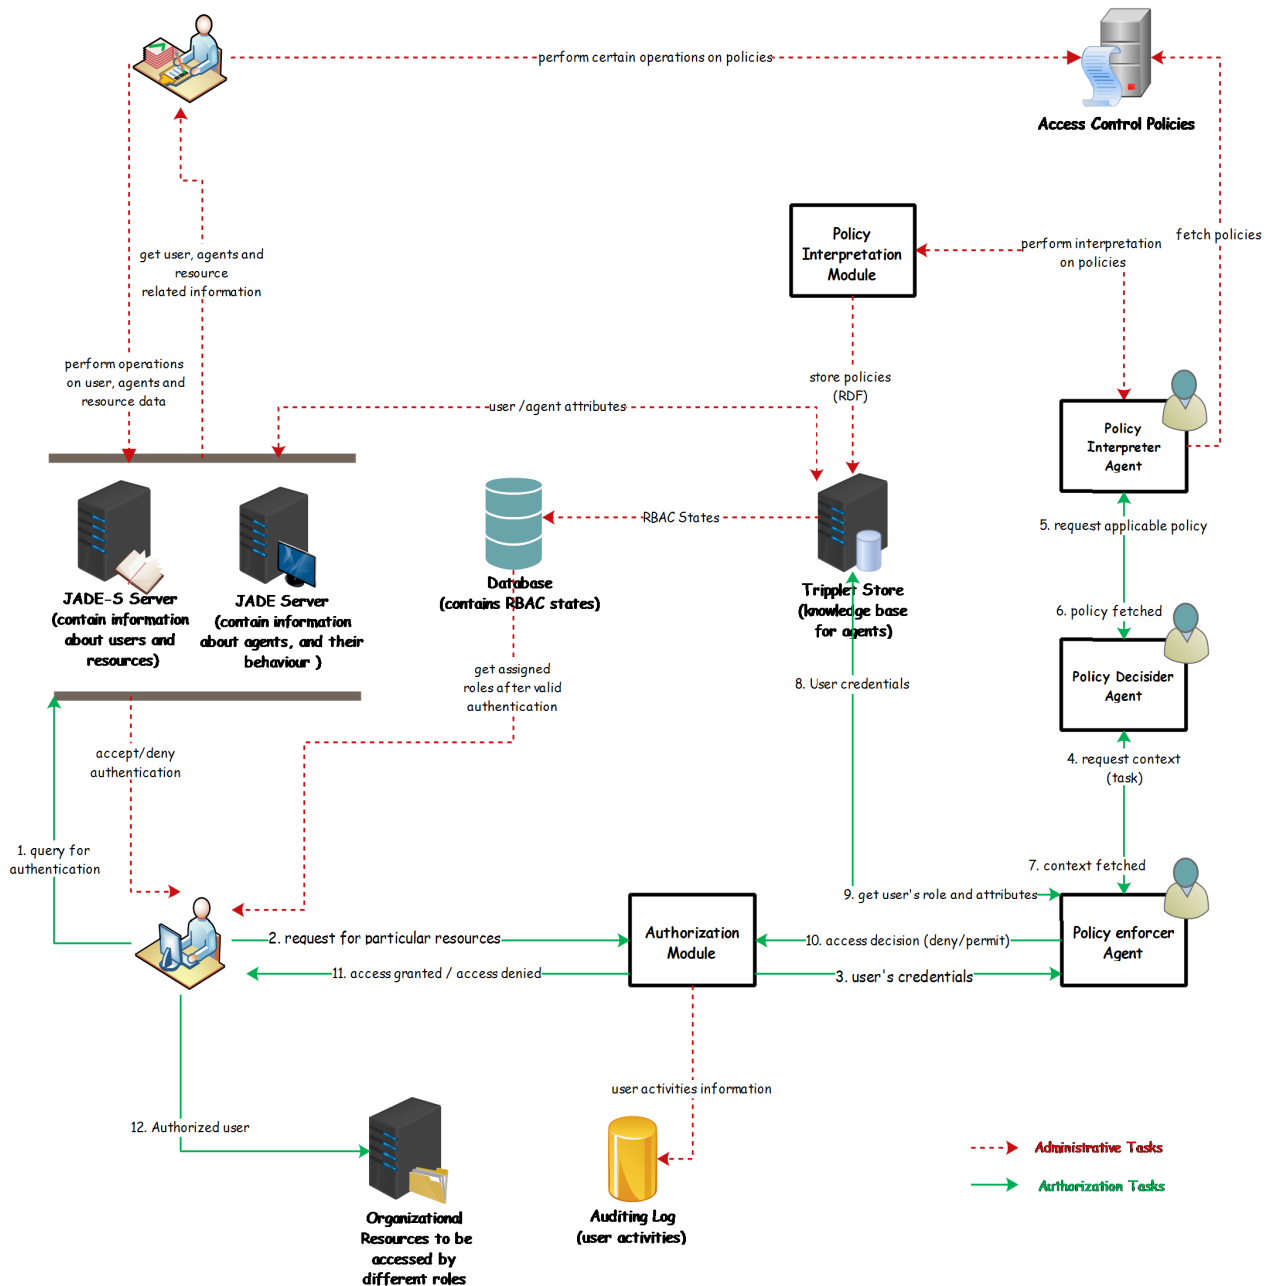 perform certain operations on policies
Access Control Policies
Policy
Interpretation
Module
fetch policies
perform interpretation
on policies
get user, agents and
resource
related information
perform operations
on user, agents and
resource data
store policies
(RDF)
user /agent attributes
Policy
Interpreter
Agent
RBAC States
5. request applicable policy
JADE-S Server
(contain information
about users and
resources)
JADE Server
(contain information
about agents, and their
behaviour )
Database
(contains RBAC states)
Tripplet Store
(knowledge base
for agents)
6. policy fetched
get assigned
roles after valid
authentication
8. User credentials
Policy Decisider
Agent
accept/deny
authentication
4. request context
(task)
1. query for
authentication
7. context fetched
9. get user's role and attributes
2. request for particular resources
Authorization
Module
10. access decision (deny/permit)
Policy enforcer
Agent
11. access granted / access denied
3. user's credentials
user activities information
12. Authorized user
Administrative Tasks
Authorization Tasks
Organizational
Resources to be
accessed by
different roles
Auditing Log
(user activities)